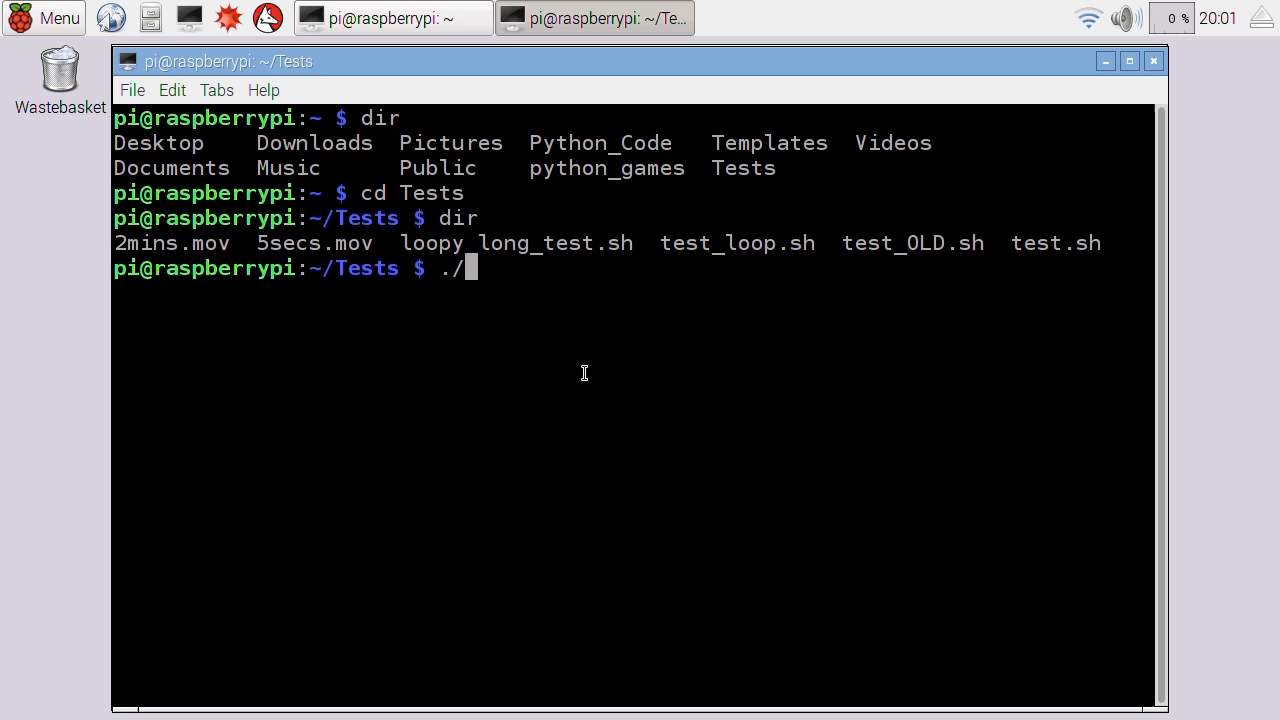 Menu
pi@raspberrypi: ~
pi@raspberrypi: ~/Te...
0 %
20:01
Wastebasket
pi@raspberrypi: ~/Tests
File Edit Tabs Help
pi@raspberrypi:~ $ dir
Desktop Downloads Pictures Python_Code Templates Videos
Documents Music Public python_games Tests
pi@raspberrypi:~ $ cd Tests
pi@raspberrypi:~/Tests $ dir
2mins.mov 5secs.mov loopy_long_test.sh test_loop.sh test_OLD.sh test.sh
pi@raspberrypi:~/Tests $ ./